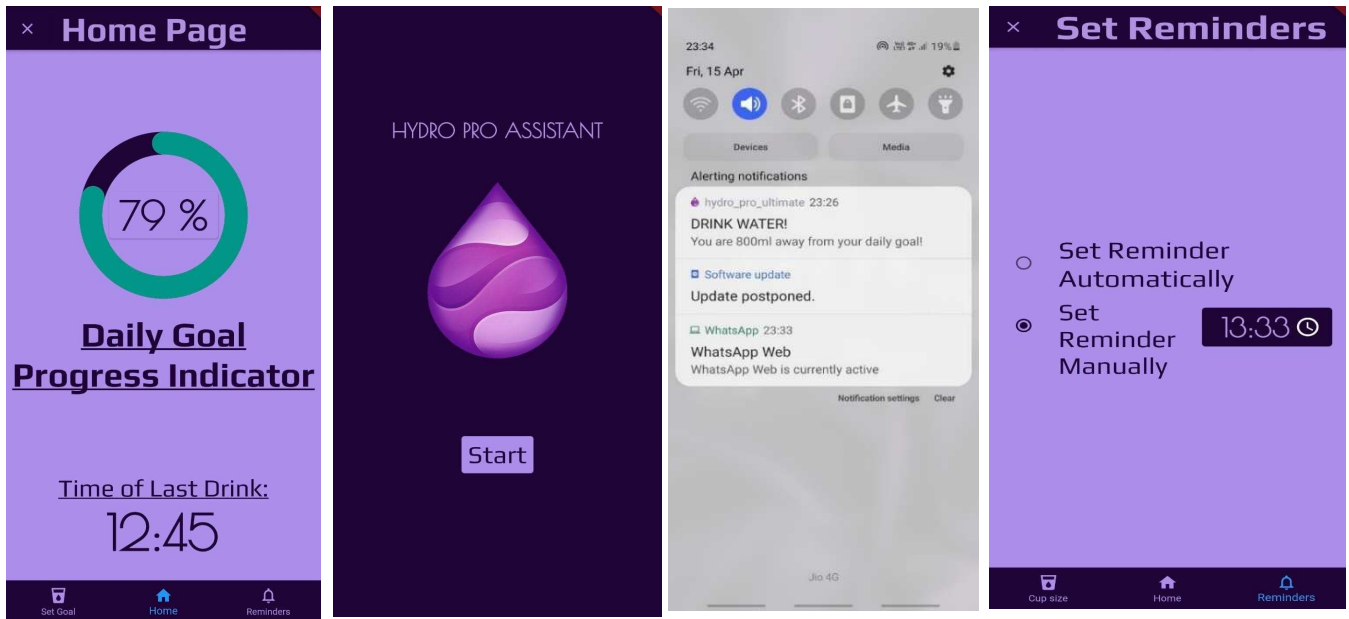 Home Page
79 %
Daily Goal
Progress Indicator
Time of Last Drink:
12:45
Set Goal
Home
Reminders
HYDRO PRO ASSISTANT
Start
23:34
19%
Fri, 15 Apr
Devices
Media
Alerting notifications
hydro_pro_ultimate 23:26
DRINK WATER!
You are 800ml away from your daily goal!
Software update
Update postponed.
WhatsApp 23:33
WhatsApp Web
WhatsApp Web is currently active
Notification settings Clear
Jio 4G
Set Reminders
Set Reminder
Automatically
Set
Reminder
Manually
13:33
Cup size
Home
Reminders